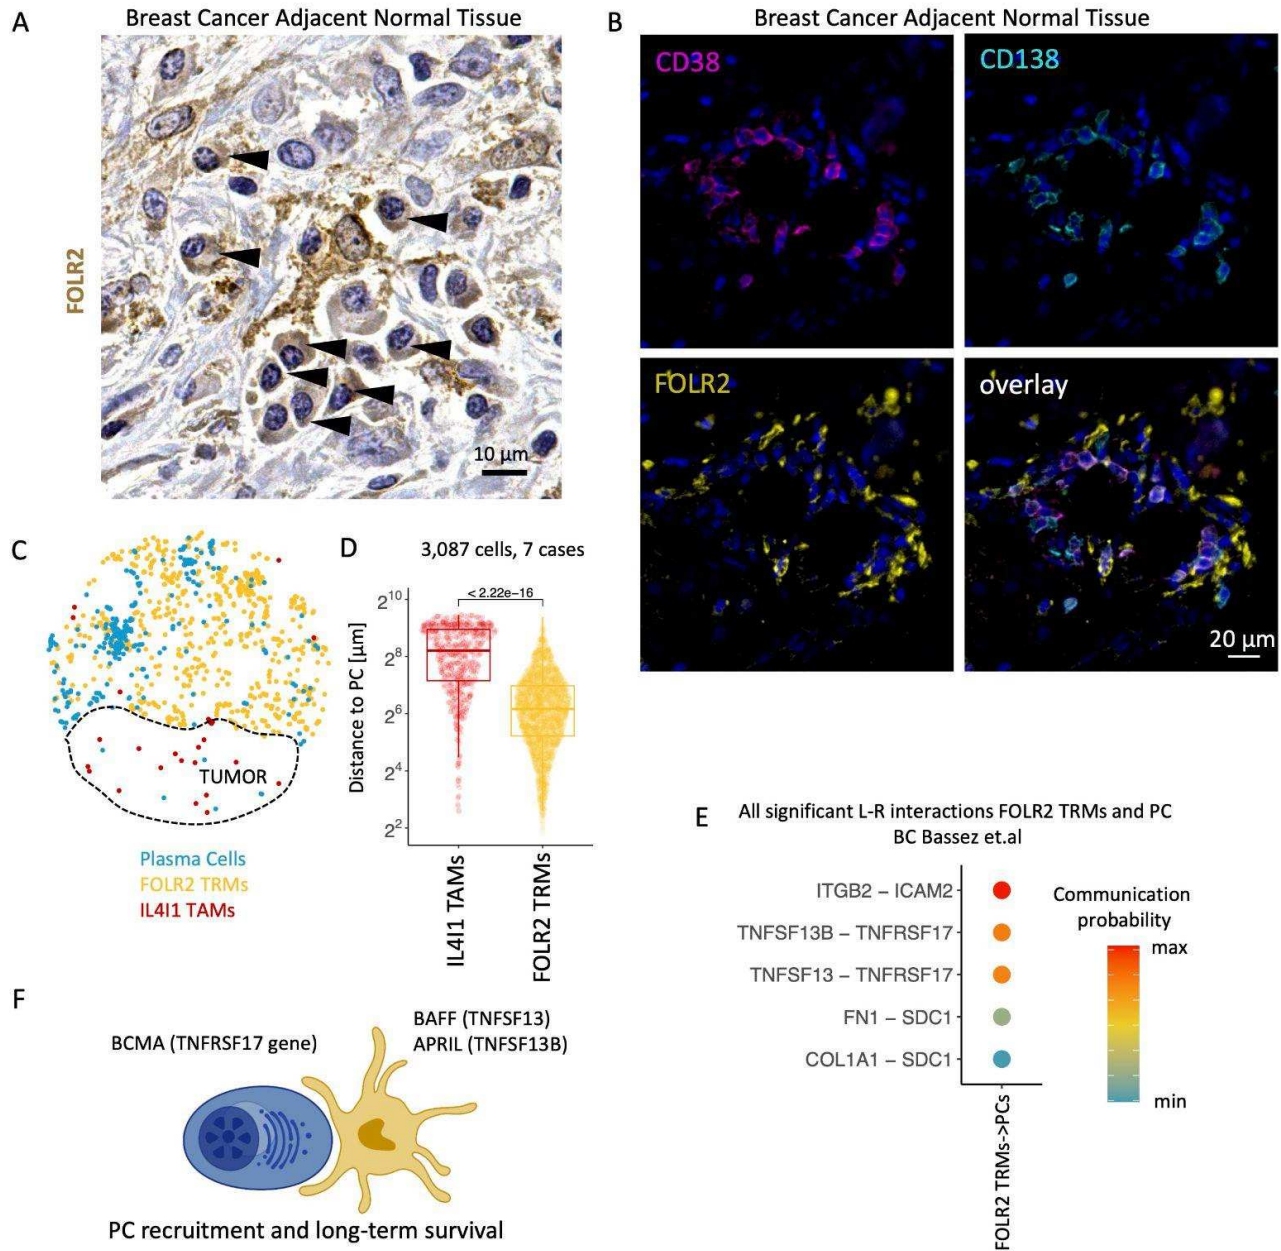 A
Breast Cancer Adjacent Normal Tissue
FOLR2
10 µm
B
Breast Cancer Adjacent Normal Tissue
CD38
CD138
FOLR2
overlay
20 µm
C
TUMOR
Plasma Cells
FOLR2 TRMs
IL4I1 TAMs
D
3,087 cells, 7 cases
< 2.22e−16
Distance to PC [µm]
2^10
2^8
2^6
2^4
2^2
IL4I1 TAMs
FOLR2 TRMs
E
All significant L-R interactions FOLR2 TRMs and PC
BC Bassez et.al
ITGB2 − ICAM2
TNFSF13B − TNFRSF17
TNFSF13 − TNFRSF17
FN1 − SDC1
COL1A1 − SDC1
FOLR2 TRMs->PCs
Communication
probability
max
min
F
BCMA (TNFRSF17 gene)
BAFF (TNFSF13)
APRIL (TNFSF13B)
PC recruitment and long-term survival